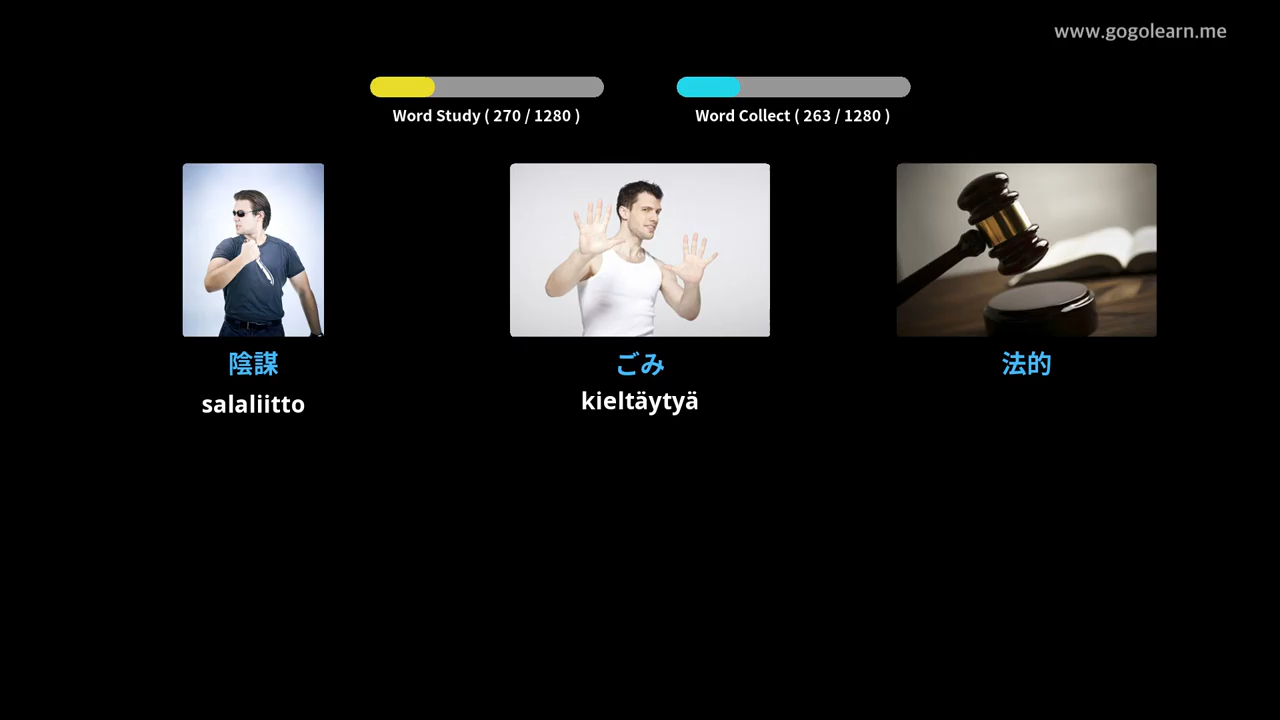 www.gogolearn.me
Word Study ( 270 / 1280 )
Word Collect ( 263 / 1280 )
陰謀
ごみ
法的
salaliitto
kieltäytyä